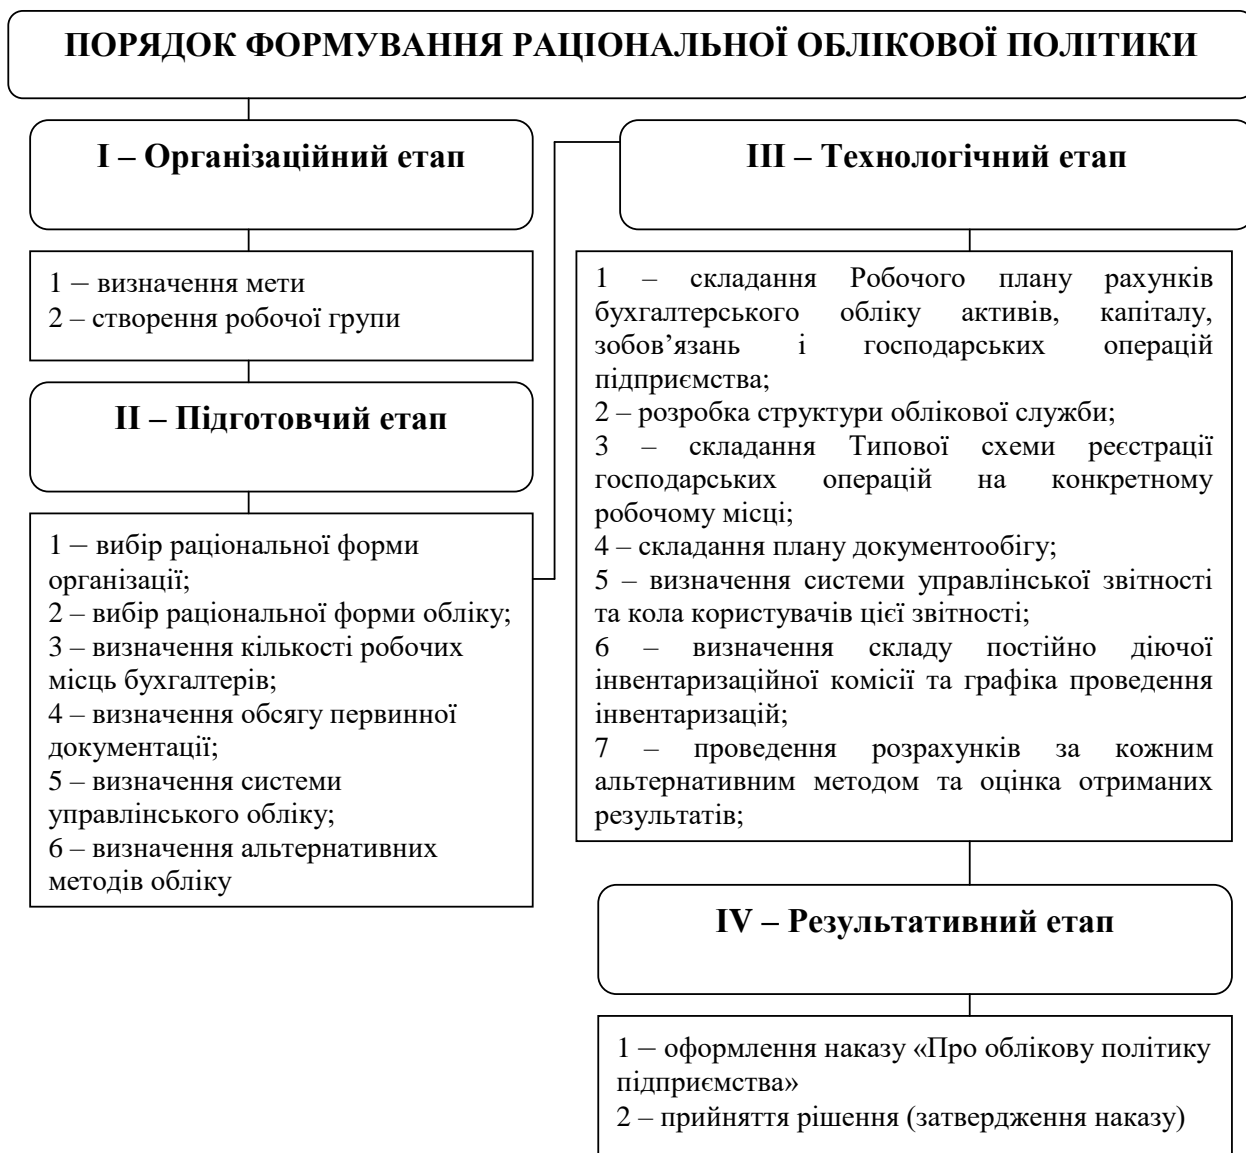 ПОРЯДОК ФОРМУВАННЯ РАЦІОНАЛЬНОЇ ОБЛІКОВОЇ ПОЛІТИКИ
I – Організаційний етап
1 – визначення мети
2 – створення робочої групи
II – Підготовчий етап
1 – вибір раціональної форми
організації;
2 – вибір раціональної форми обліку;
3 – визначення кількості робочих
місць бухгалтерів;
4 – визначення обсягу первинної
документації;
5 – визначення системи
управлінського обліку;
6 – визначення альтернативних
методів обліку
III – Технологічний етап
1 – складання Робочого плану рахунків
бухгалтерського обліку активів, капіталу,
зобов’язань і господарських операцій
підприємства;
2 – розробка структури облікової служби;
3 – складання Типової схеми реєстрації
господарських операцій на конкретному
робочому місці;
4 – складання плану документообігу;
5 – визначення системи управлінської звітності
та кола користувачів цієї звітності;
6 – визначення складу постійно діючої
інвентаризаційної комісії та графіка проведення
інвентаризацій;
7 – проведення розрахунків за кожним
альтернативним методом та оцінка отриманих
результатів;
IV – Результативний етап
1 – оформлення наказу «Про облікову політику
підприємства»
2 – прийняття рішення (затвердження наказу)